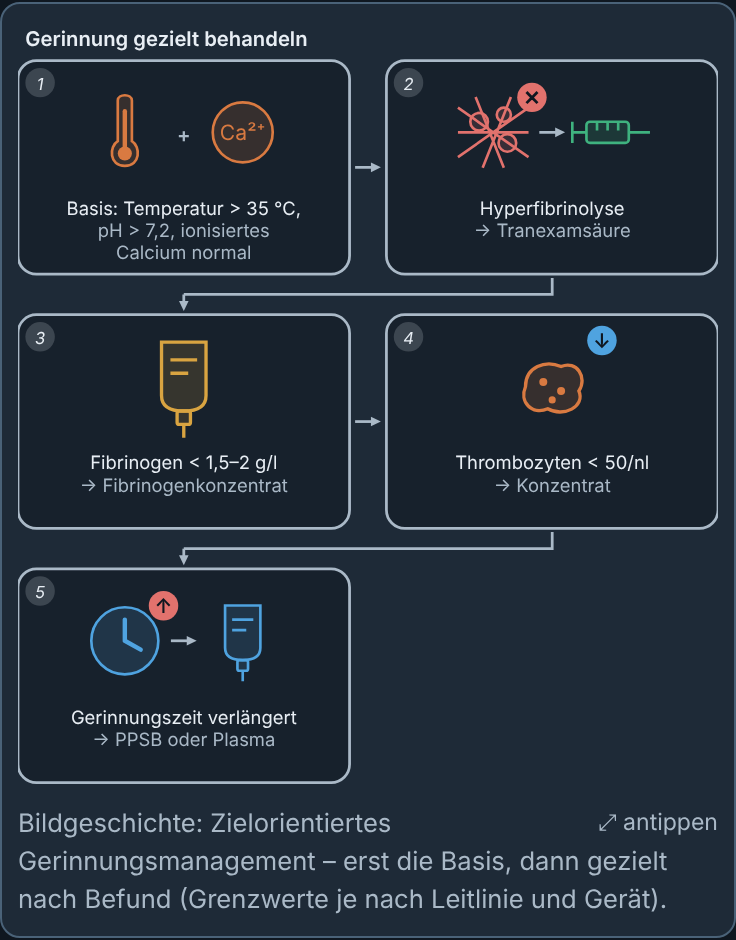 Gerinnung gezielt behandeln
1
+
Ca²⁺
Basis: Temperatur > 35 °C,
pH > 7,2, ionisiertes
Calcium normal
2
Hyperfibrinolyse
→ Tranexamsäure
3
Fibrinogen < 1,5–2 g/l
→ Fibrinogenkonzentrat
4
Thrombozyten < 50/nl
→ Konzentrat
5
Gerinnungszeit verlängert
→ PPSB oder Plasma
Bildgeschichte: Zielorientiertes
⤢ antippen
Gerinnungsmanagement – erst die Basis, dann gezielt
nach Befund (Grenzwerte je nach Leitlinie und Gerät).